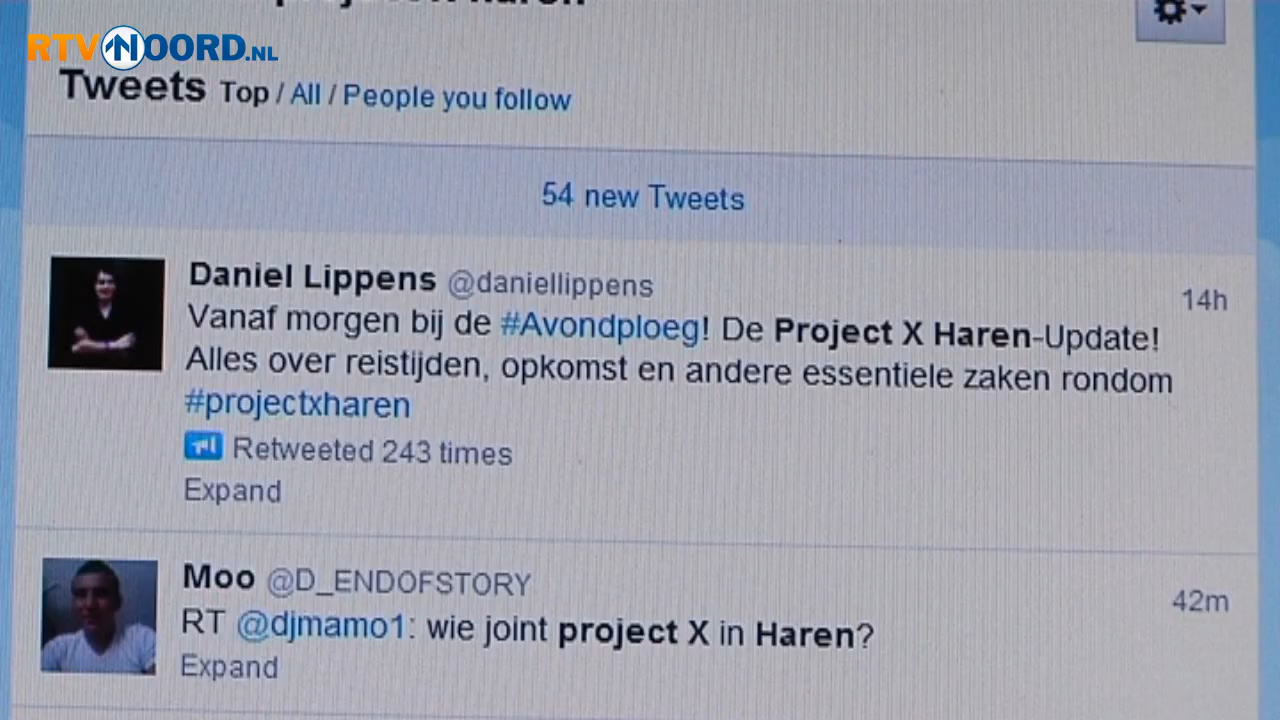 project x haren
RTV NOORD.NL
Tweets Top / All / People you follow
54 new Tweets
Daniel Lippens @daniellippens
14h
Vanaf morgen bij de #Avondploeg! De Project X Haren-Update!
Alles over reistijden, opkomst en andere essentiele zaken rondom
#projectxharen
Retweeted 243 times
Expand
Moo @D_ENDOFSTORY
42m
RT @djmamo1: wie joint project X in Haren?
Expand